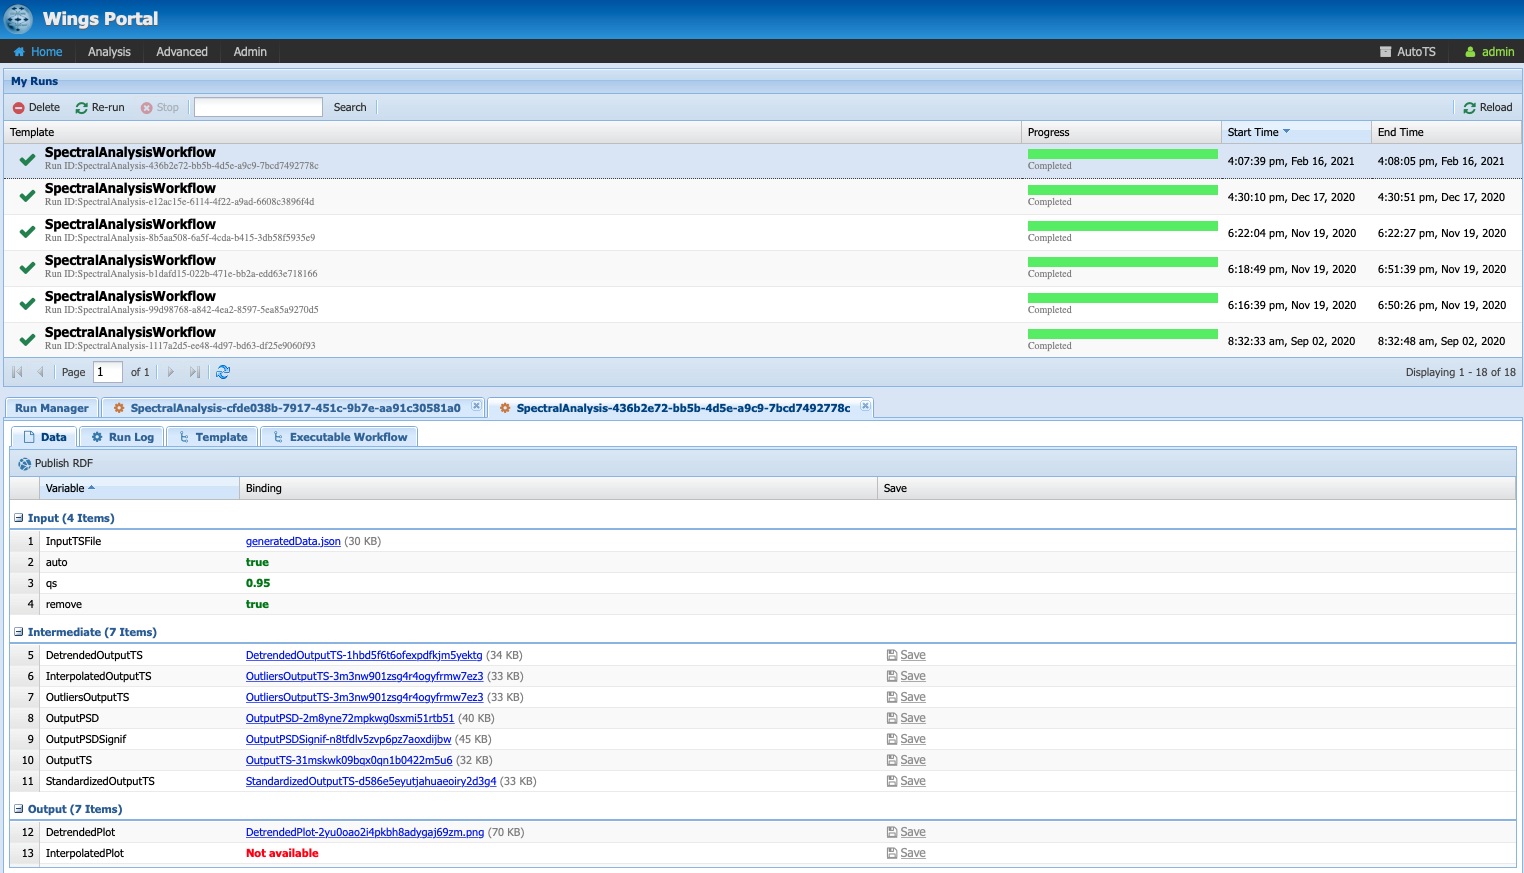 Wings Portal
Home Analysis Advanced Admin AutoTS admin
My Runs
Delete Re-run Stop Search Reload
Template Progress Start Time End Time
SpectralAnalysisWorkflow
Run ID:SpectralAnalysis-436b2e72-bb5b-4d5e-a9c9-7bcd7492778c Completed 4:07:39 pm, Feb 16, 2021 4:08:05 pm, Feb 16, 2021
SpectralAnalysisWorkflow
Run ID:SpectralAnalysis-e12ac15e-6114-4f22-a9ad-6608c3896f4d Completed 4:30:10 pm, Dec 17, 2020 4:30:51 pm, Dec 17, 2020
SpectralAnalysisWorkflow
Run ID:SpectralAnalysis-8b5aa508-6a5f-4cda-b415-3db58f5935e9 Completed 6:22:04 pm, Nov 19, 2020 6:22:27 pm, Nov 19, 2020
SpectralAnalysisWorkflow
Run ID:SpectralAnalysis-b1dafd15-022b-471e-bb2a-edd63e718166 Completed 6:18:49 pm, Nov 19, 2020 6:51:39 pm, Nov 19, 2020
SpectralAnalysisWorkflow
Run ID:SpectralAnalysis-99d98768-a842-4ea2-8597-5ea85a9270d5 Completed 6:16:39 pm, Nov 19, 2020 6:50:26 pm, Nov 19, 2020
SpectralAnalysisWorkflow
Run ID:SpectralAnalysis-1117a2d5-ee48-4d97-bd63-df25e9060f93 Completed 8:32:33 am, Sep 02, 2020 8:32:48 am, Sep 02, 2020
Page 1 of 1 Displaying 1 - 18 of 18
Run Manager SpectralAnalysis-cfde038b-7917-451c-9b7e-aa91c30581a0 SpectralAnalysis-436b2e72-bb5b-4d5e-a9c9-7bcd7492778c
Data Run Log Template Executable Workflow
Publish RDF
Variable Binding Save
Input (4 Items)
1 InputTSFile generatedData.json (30 KB)
2 auto true
3 qs 0.95
4 remove true
Intermediate (7 Items)
5 DetrendedOutputTS DetrendedOutputTS-1hbd5f6t6ofexpdfkjm5yektg (34 KB) Save
6 InterpolatedOutputTS OutliersOutputTS-3m3nw901zsg4r4ogyfrmw7ez3 (33 KB) Save
7 OutliersOutputTS OutliersOutputTS-3m3nw901zsg4r4ogyfrmw7ez3 (33 KB) Save
8 OutputPSD OutputPSD-2m8yne72mpkwg0sxmi51rtb51 (40 KB) Save
9 OutputPSDSignif OutputPSDSignif-n8tfdlv5zvp6pz7aoxdijbw (45 KB) Save
10 OutputTS OutputTS-31mskwk09bqx0qn1b0422m5u6 (32 KB) Save
11 StandardizedOutputTS StandardizedOutputTS-d586e5eyutjahuaeoiry2d3g4 (33 KB) Save
Output (7 Items)
12 DetrendedPlot DetrendedPlot-2yu0oao2i4pkbh8adygaj69zm.png (70 KB) Save
13 InterpolatedPlot Not available Save